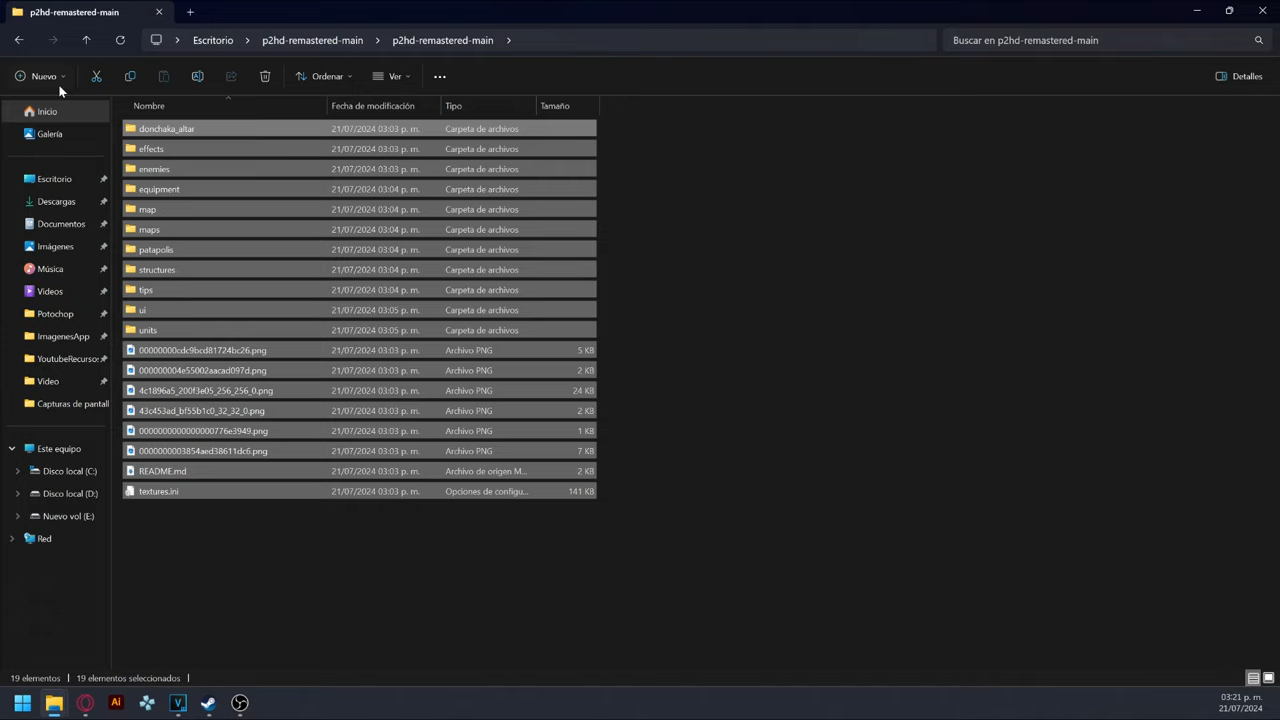 p2hd-remastered-main
Escritorio p2hd-remastered-main p2hd-remastered-main Buscar en p2hd-remastered-main
Nuevo Ordenar Ver Detalles
Nombre Fecha de modificación Tipo Tamaño
Inicio
Galería
Escritorio
Descargas
Documentos
Imágenes
Música
Videos
Potochop
ImagenesApp
YoutubeRecursos
Video
Capturas de pantall
Este equipo
Disco local (C:)
Disco local (D:)
Nuevo vol (E:)
Red
donchaka_altar 21/07/2024 03:03 p. m. Carpeta de archivos
effects 21/07/2024 03:03 p. m. Carpeta de archivos
enemies 21/07/2024 03:03 p. m. Carpeta de archivos
equipment 21/07/2024 03:04 p. m. Carpeta de archivos
map 21/07/2024 03:04 p. m. Carpeta de archivos
maps 21/07/2024 03:04 p. m. Carpeta de archivos
patapolis 21/07/2024 03:04 p. m. Carpeta de archivos
structures 21/07/2024 03:04 p. m. Carpeta de archivos
tips 21/07/2024 03:04 p. m. Carpeta de archivos
ui 21/07/2024 03:05 p. m. Carpeta de archivos
units 21/07/2024 03:05 p. m. Carpeta de archivos
00000000cdc9bcd81724bc26.png 21/07/2024 03:03 p. m. Archivo PNG 5 KB
000000004e55002aacad097d.png 21/07/2024 03:03 p. m. Archivo PNG 2 KB
4c1896a5_200f3e05_256_256_0.png 21/07/2024 03:03 p. m. Archivo PNG 24 KB
43c453ad_bf55b1c0_32_32_0.png 21/07/2024 03:03 p. m. Archivo PNG 2 KB
0000000000000000776e3949.png 21/07/2024 03:03 p. m. Archivo PNG 1 KB
000000003854aed38611dc6.png 21/07/2024 03:03 p. m. Archivo PNG 7 KB
README.md 21/07/2024 03:03 p. m. Archivo de origen M... 2 KB
textures.ini 21/07/2024 03:03 p. m. Opciones de configu... 141 KB
19 elementos 19 elementos seleccionados
Ai V
03:21 p. m.
21/07/2024